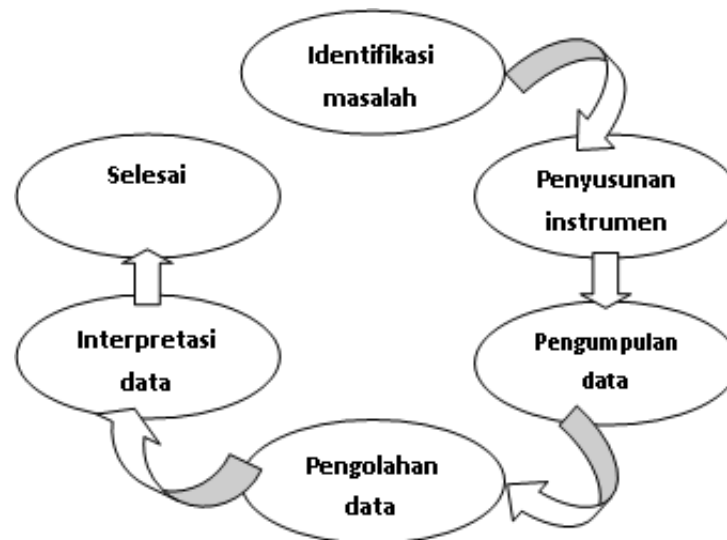 Identifikasi
masalah
Penyusunan
instrumen
Pengumpulan
data
Pengolahan
data
Interpretasi
data
Selesai